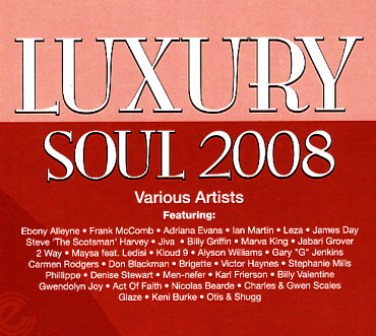 LUXURY
SOUL 2008
Various Artists
Featuring:
Ebony Alleyne • Frank McComb • Adriana Evans • Ian Martin • Leza • James Day
Steve 'The Scotsman' Harvey • Jiva • Billy Griffin • Marva King • Jabari Grover
2 Way • Maysa feat. Ledisi • Kloud 9 • Alyson Williams • Gary "G" Jenkins
Carmen Rodgers • Don Blackman • Brigette • Victor Haynes • Stephanie Mills
Phillippe • Denise Stewart • Men-nefer • Karl Frierson • Billy Valentine
Gwendolyn Joy • Act Of Faith • Nicolas Bearde • Charles & Gwen Scales
Glaze • Keni Burke • Otis & Shugg